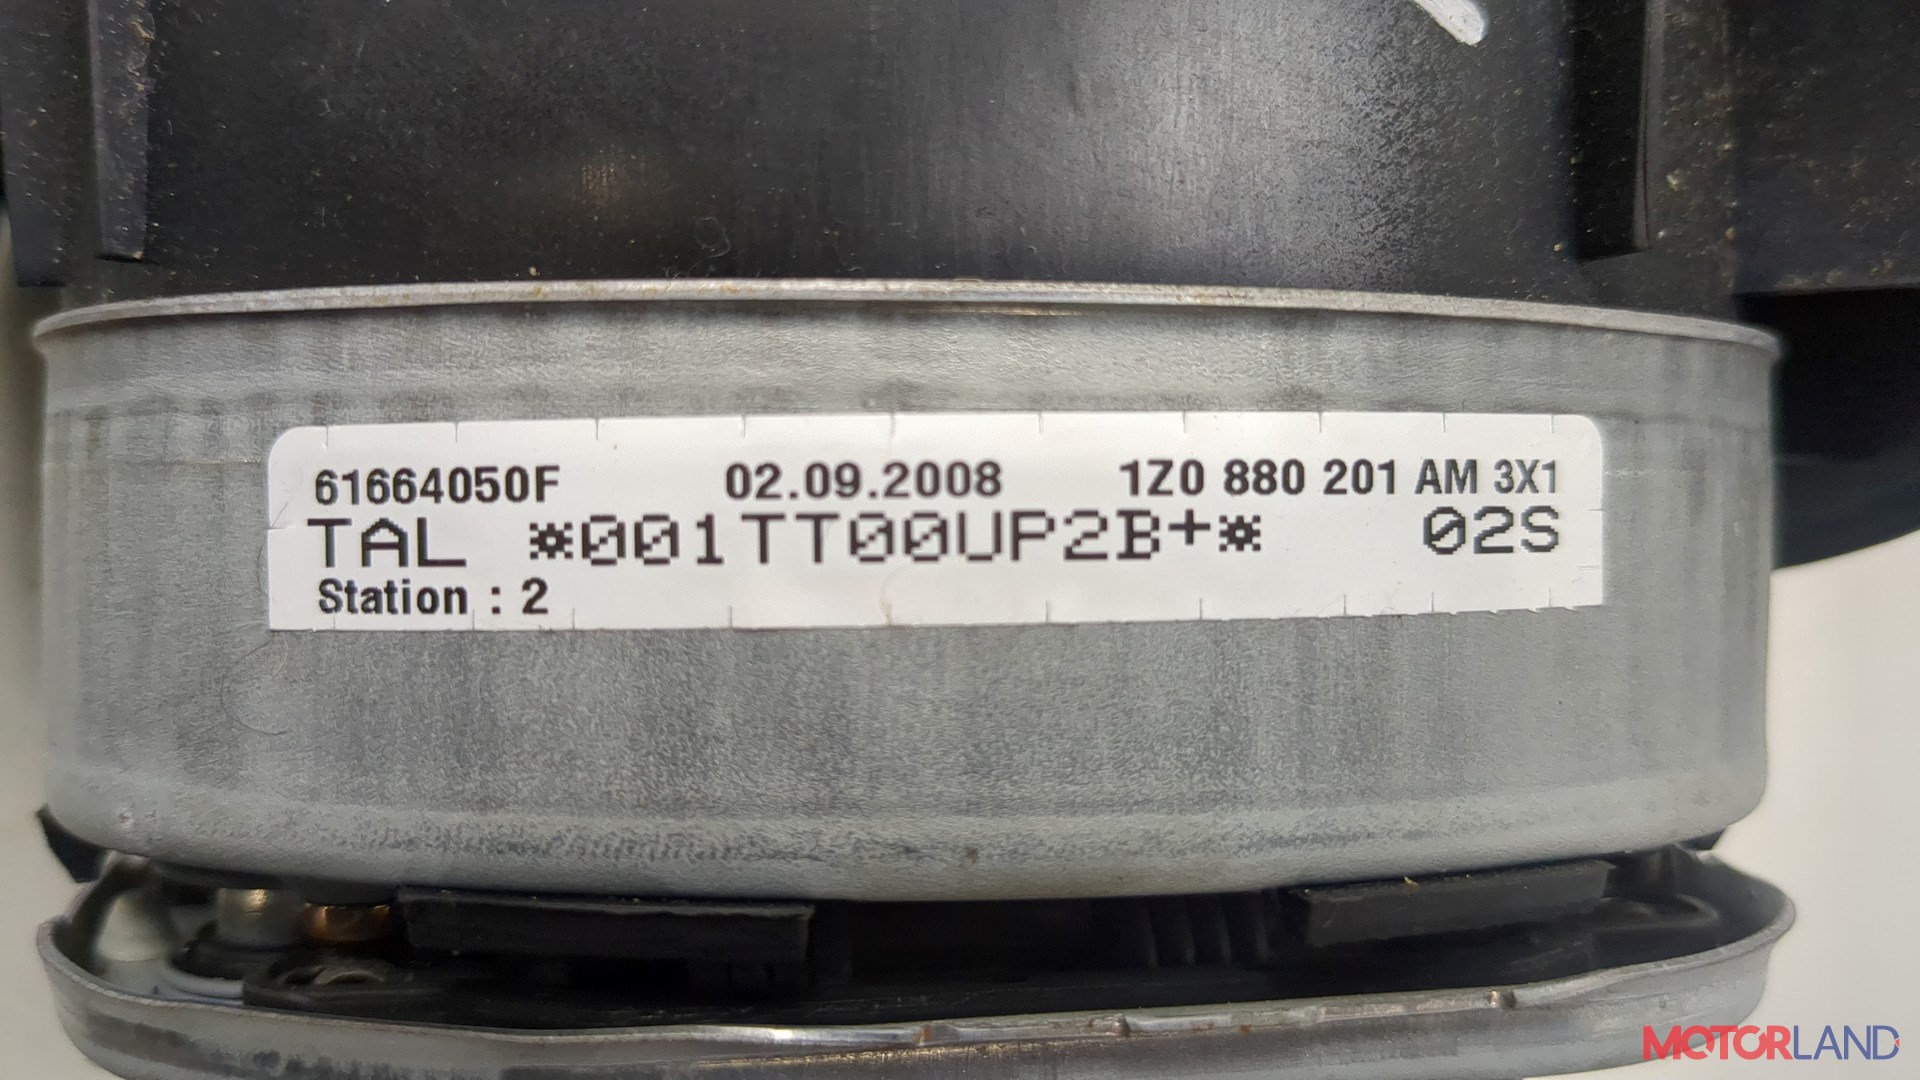 61664050F 02.09.2008 1Z0 880 201 AM 3X1
TAL *001TT00UP2B+* 02S
Station : 2
MOTORLAND